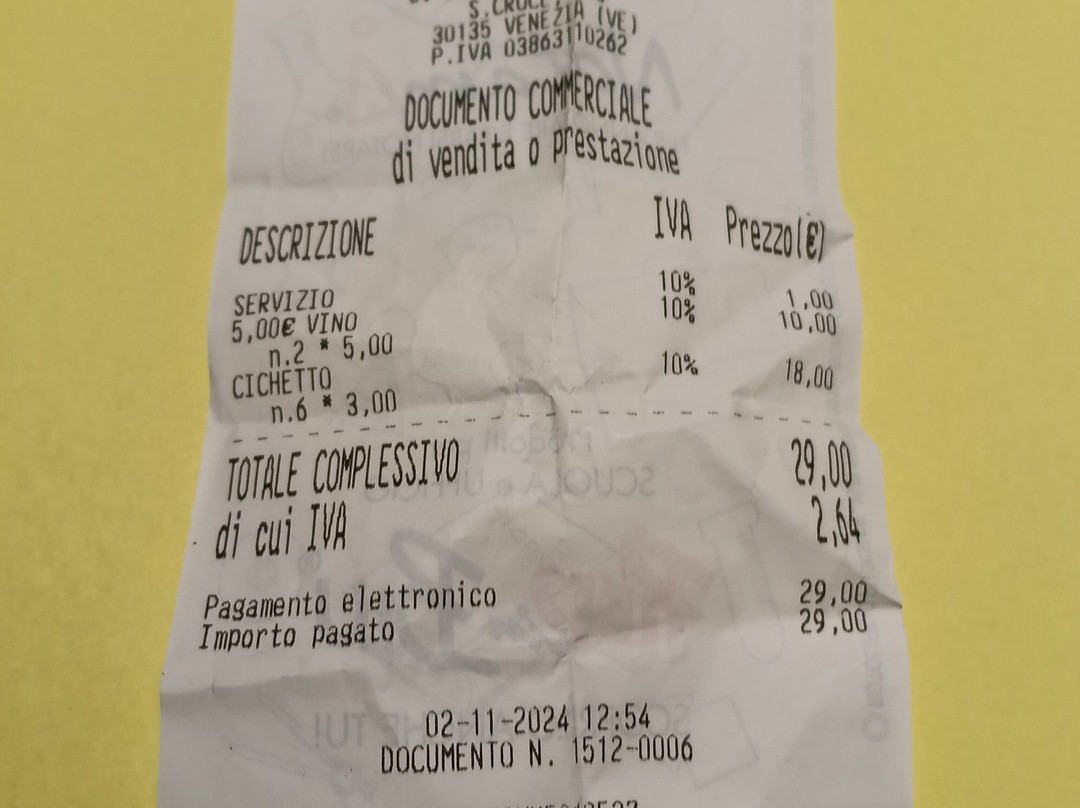 S.CROCE
30135 VENEZIA (VE)
P.IVA 03863110262
DOCUMENTO COMMERCIALE
di vendita o prestazione
DESCRIZIONE IVA Prezzo(€)
SERVIZIO 10% 1,00
5,00€ VINO 10% 10,00
n.2 * 5,00
CICHETTO 10% 18,00
n.6 * 3,00
TOTALE COMPLESSIVO 29,00
di cui IVA 2,64
Pagamento elettronico 29,00
Importo pagato 29,00
02-11-2024 12:54
DOCUMENTO N. 1512-0006